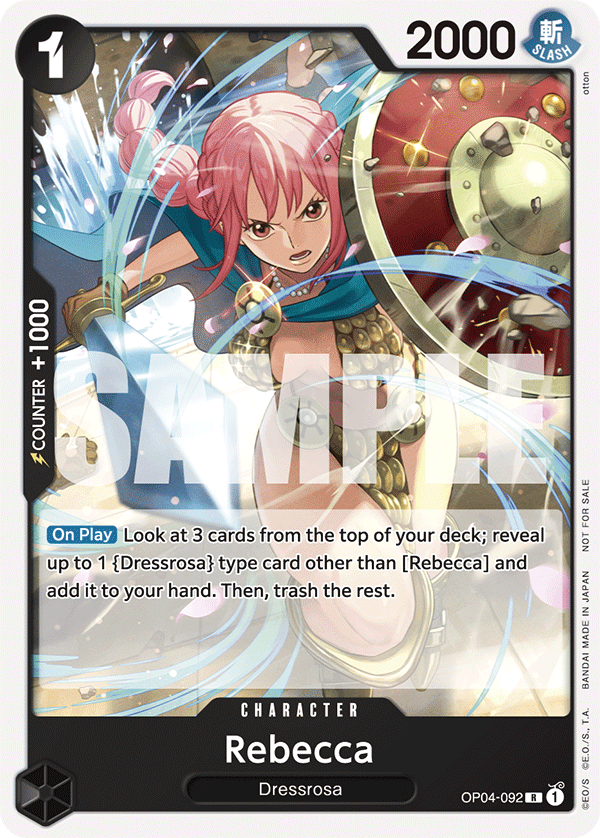 1
2000
斬
SLASH
otton
COUNTER +1000
SAMPLE
On Play Look at 3 cards from the top of your deck; reveal
up to 1 {Dressrosa} type card other than [Rebecca] and
add it to your hand. Then, trash the rest.
CHARACTER
Rebecca
Dressrosa
OP04-092 R 1
©EO/S ©E.O./S., T.A. BANDAI MADE IN JAPAN NOT FOR SALE